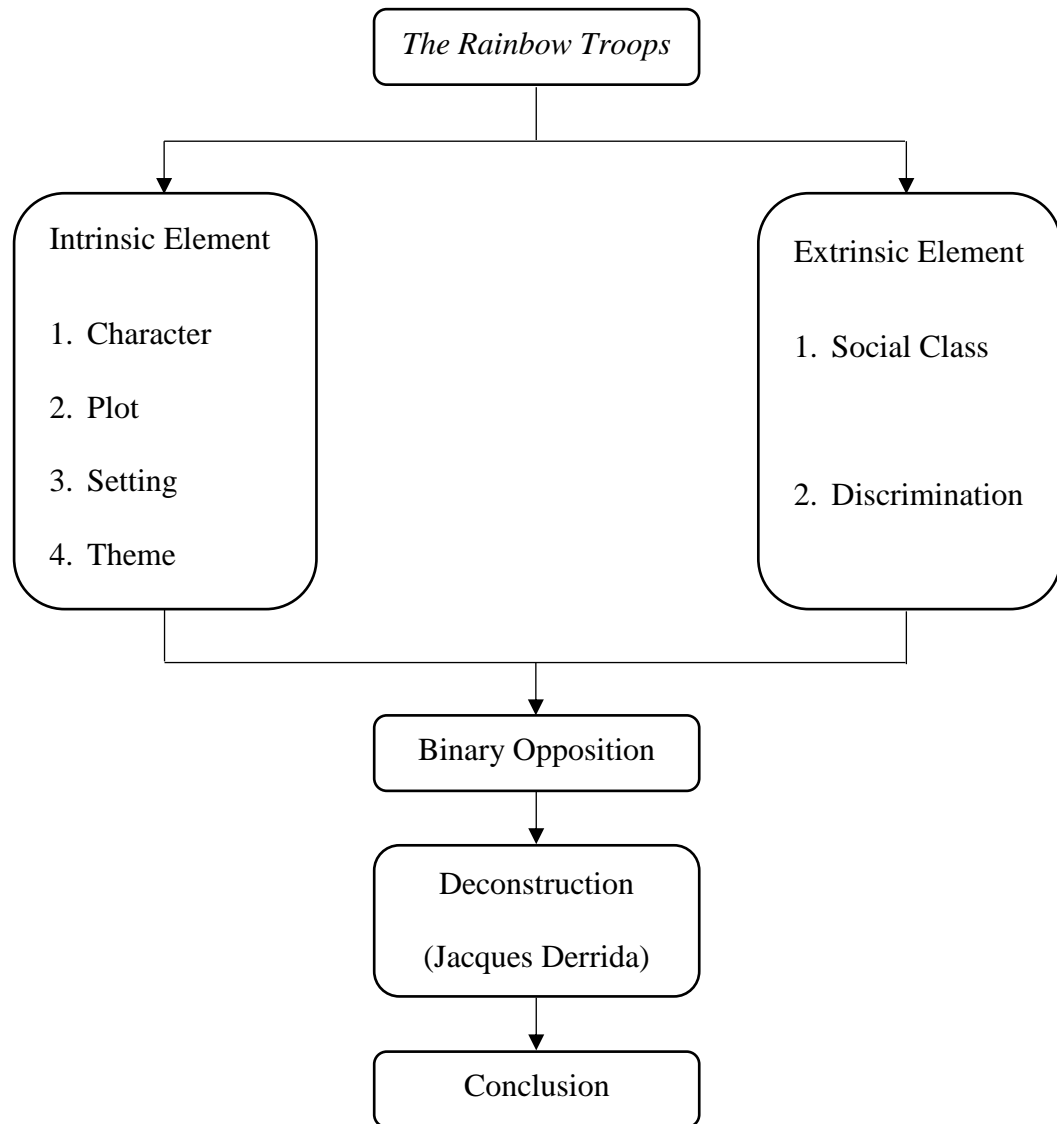 The Rainbow Troops
Intrinsic Element
1. Character
2. Plot
3. Setting
4. Theme
Extrinsic Element
1. Social Class
2. Discrimination
Binary Opposition
Deconstruction
(Jacques Derrida)
Conclusion